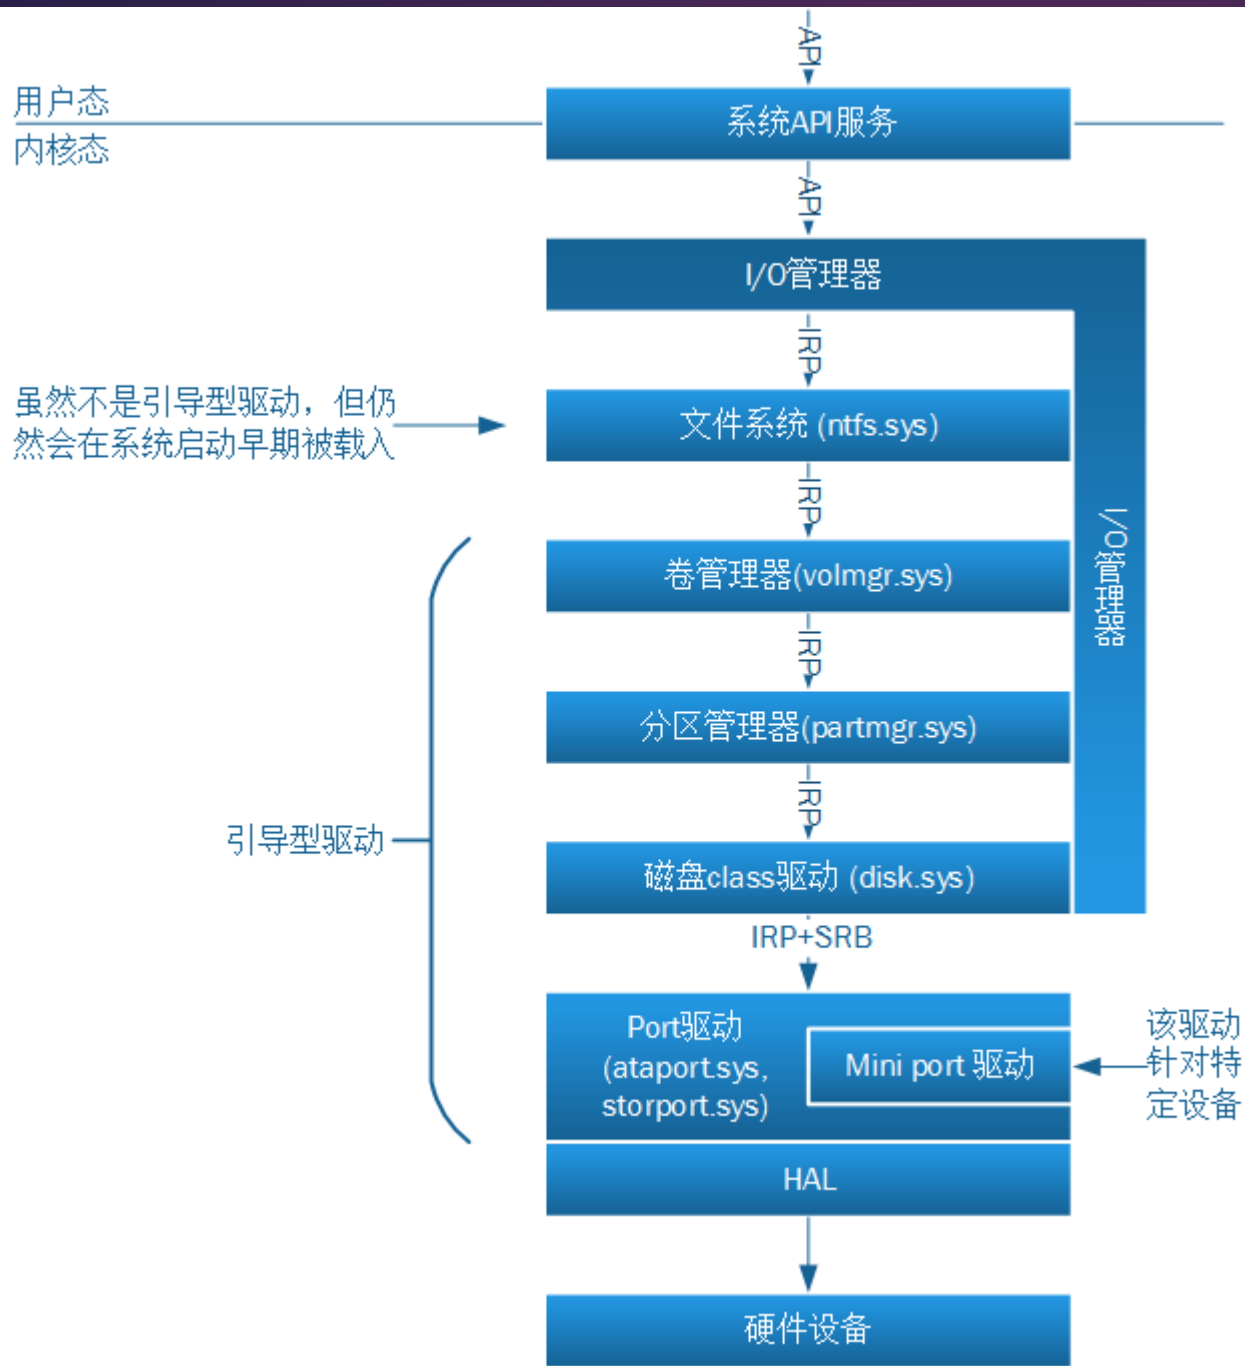 API
用户态
系统API服务
内核态
API
I/O管理器
IRP
虽然不是引导型驱动，但仍
然会在系统启动早期被载入
文件系统 (ntfs.sys)
IRP
I/O管理器
卷管理器(volmgr.sys)
IRP
分区管理器(partmgr.sys)
IRP
引导型驱动
磁盘class驱动 (disk.sys)
IRP+SRB
Port驱动
(ataport.sys,
storport.sys)
Mini port 驱动
该驱动
针对特
定设备
HAL
硬件设备